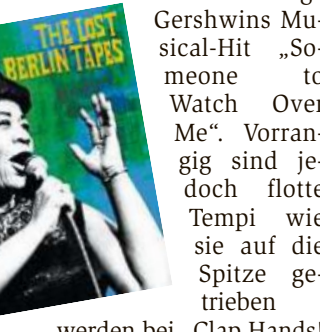 THE LOST
BERLIN TAPES
Gershwins Mu-
sical-Hit „So-
meone to
Watch Over
Me“. Vorran-
gig sind je-
doch flotte
Tempi wie
sie auf die
Spitze ge-
trieben
werden bei „Clap Hands!